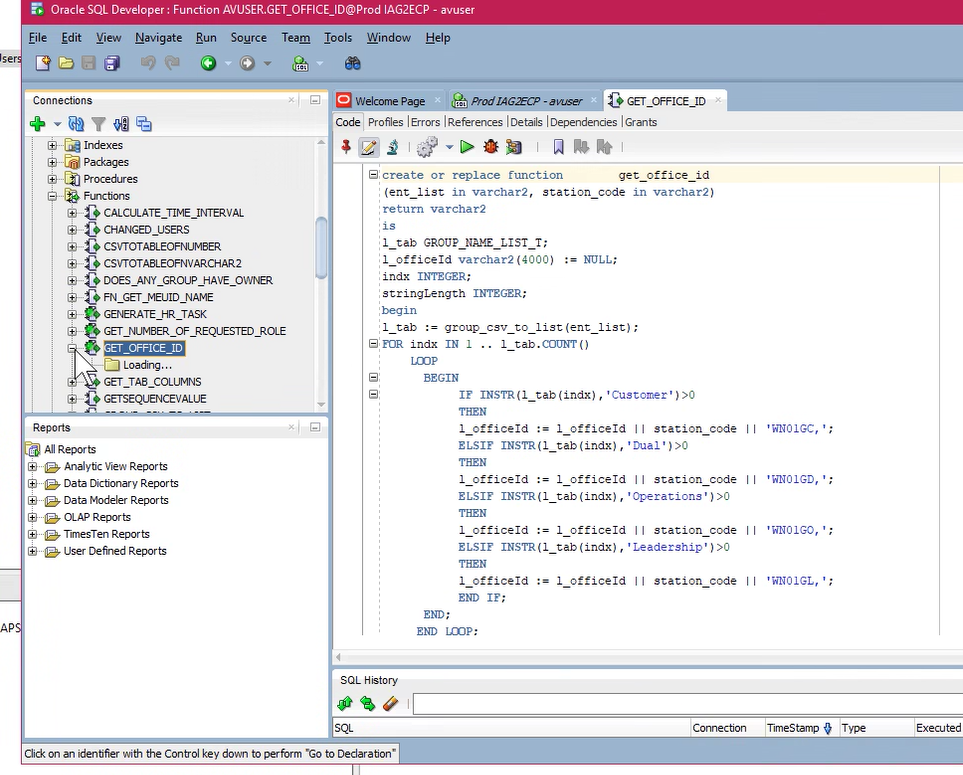 Oracle SQL Developer : Function AVUSER.GET_OFFICE_ID@Prod IAG2ECP - avuser
File Edit View Navigate Run Source Team Tools Window Help
Users
Connections
Indexes
Packages
Procedures
Functions
CALCULATE_TIME_INTERVAL
CHANGED_USERS
CSVTOTABLEOFNUMBER
CSVTOTABLEOFNVARCHAR2
DOES_ANY_GROUP_HAVE_OWNER
FN_GET_MEUID_NAME
GENERATE_HR_TASK
GET_NUMBER_OF_REQUESTED_ROLE
GET_OFFICE_ID
Loading...
GET_TAB_COLUMNS
GETSEQUENCEVALUE
Reports
All Reports
Analytic View Reports
Data Dictionary Reports
Data Modeler Reports
OLAP Reports
TimesTen Reports
User Defined Reports
APS
Welcome Page Prod IAG2ECP - avuser GET_OFFICE_ID
Code Profiles Errors References Details Dependencies Grants
create or replace function get_office_id
(ent_list in varchar2, station_code in varchar2)
return varchar2
is
l_tab GROUP_NAME_LIST_T;
l_officeId varchar2(4000) := NULL;
indx INTEGER;
stringLength INTEGER;
begin
l_tab := group_csv_to_list(ent_list);
FOR indx IN 1 .. l_tab.COUNT()
LOOP
BEGIN
IF INSTR(l_tab(indx),'Customer')>0
THEN
l_officeId := l_officeId || station_code || 'WN01GC,';
ELSIF INSTR(l_tab(indx),'Dual')>0
THEN
l_officeId := l_officeId || station_code || 'WN01GD,';
ELSIF INSTR(l_tab(indx),'Operations')>0
THEN
l_officeId := l_officeId || station_code || 'WN01GO,';
ELSIF INSTR(l_tab(indx),'Leadership')>0
THEN
l_officeId := l_officeId || station_code || 'WN01GL,';
END IF;
END;
END LOOP;
SQL History
SQL Connection TimeStamp Type Executed
Click on an identifier with the Control key down to perform "Go to Declaration"